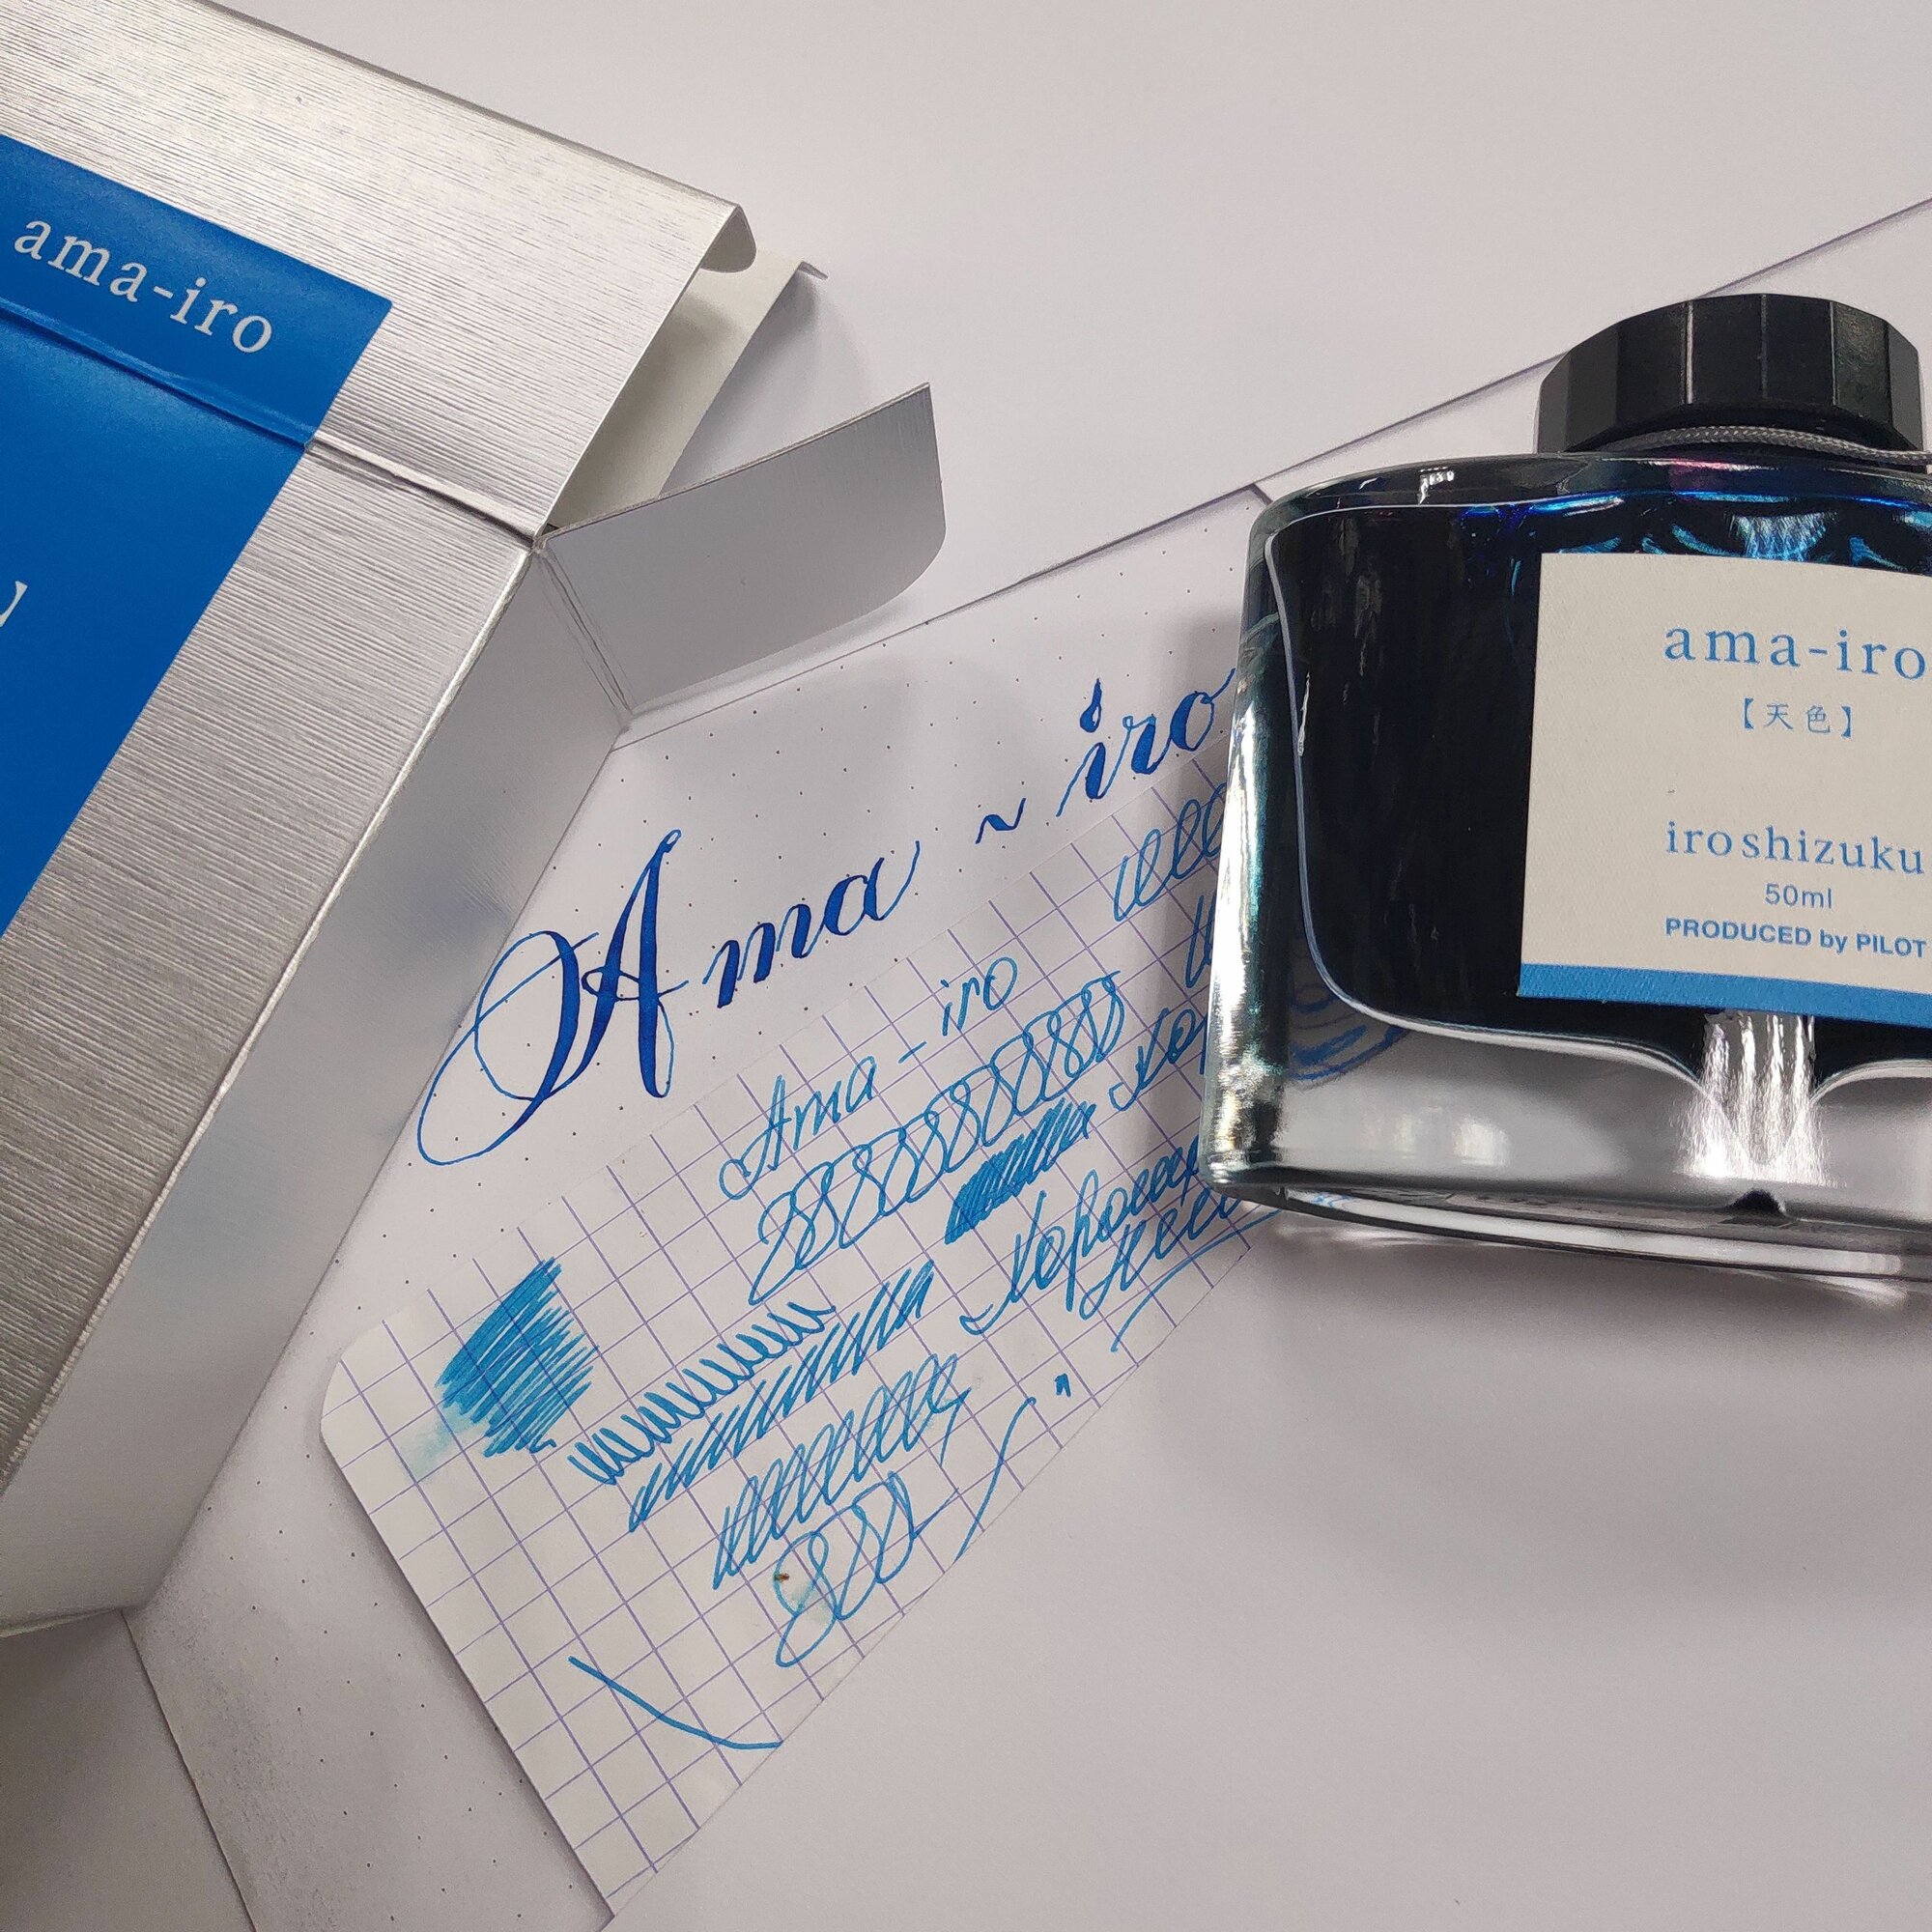 ama-iro
Ama ~ iro
Ama - iro
ama-iro
【天色】
iroshizuku
50ml
PRODUCED by PILOT